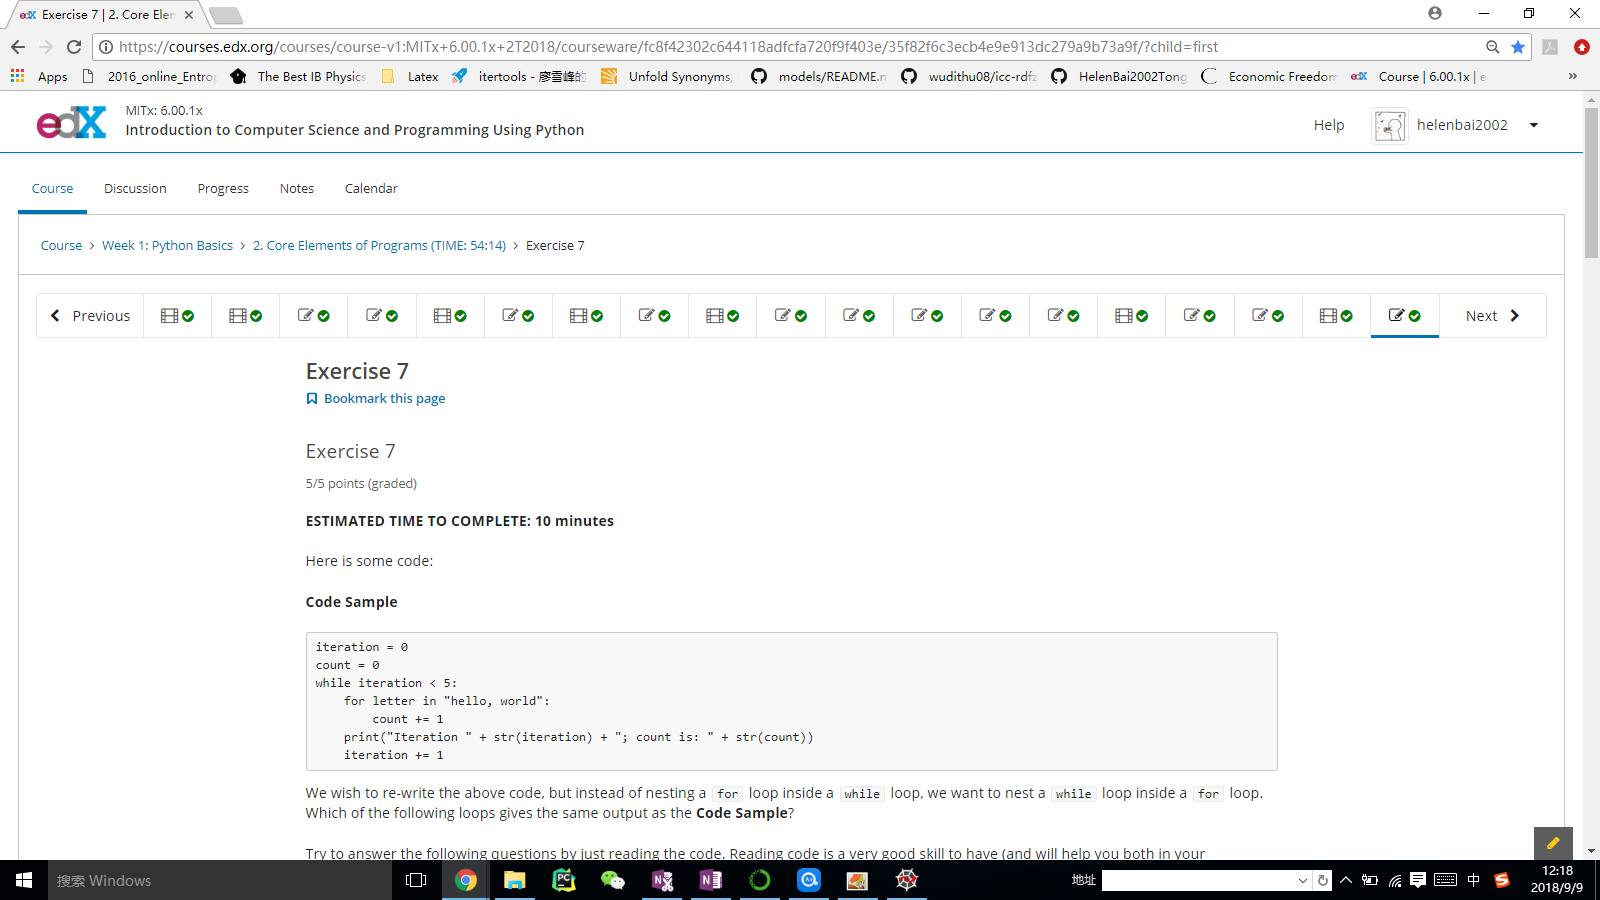 Exercise 7 | 2. Core Elen
https://courses.edx.org/courses/course-v1:MITx+6.00.1x+2T2018/courseware/fc8f42302c644118adfcfa720f9f403e/35f82f6c3ecb4e9e913dc279a9b73a9f/?child=first
Apps 2016_online_Entro The Best IB Physics Latex itertools - 廖雪峰的 Unfold Synonyms, models/README.m wudithu08/icc-rdfz HelenBai2002Tong Economic Freedom Course | 6.00.1x | e »
edX
MITx: 6.00.1x
Introduction to Computer Science and Programming Using Python
Help helenbai2002
Course Discussion Progress Notes Calendar
Course > Week 1: Python Basics > 2. Core Elements of Programs (TIME: 54:14) > Exercise 7
Previous Next
Exercise 7
Bookmark this page
Exercise 7
5/5 points (graded)
ESTIMATED TIME TO COMPLETE: 10 minutes
Here is some code:
Code Sample
iteration = 0
count = 0
while iteration < 5:
    for letter in "hello, world":
        count += 1
    print("Iteration " + str(iteration) + "; count is: " + str(count))
    iteration += 1
We wish to re-write the above code, but instead of nesting a for loop inside a while loop, we want to nest a while loop inside a for loop.
Which of the following loops gives the same output as the Code Sample?
Try to answer the following questions by just reading the code. Reading code is a very good skill to have (and will help you both in your
搜索 Windows
地址
中
12:18
2018/9/9